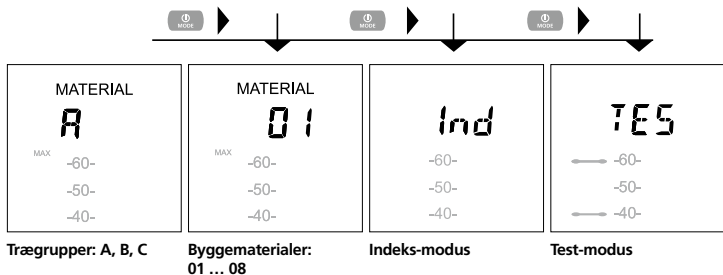 MODE MODE MODE
MATERIAL
A
MAX
-60-
-50-
-40-
Trægrupper: A, B, C
MATERIAL
01
MAX
-60-
-50-
-40-
Byggematerialer:
01 … 08
Ind
-60-
-50-
-40-
Indeks-modus
TES
-60-
-50-
-40-
Test-modus